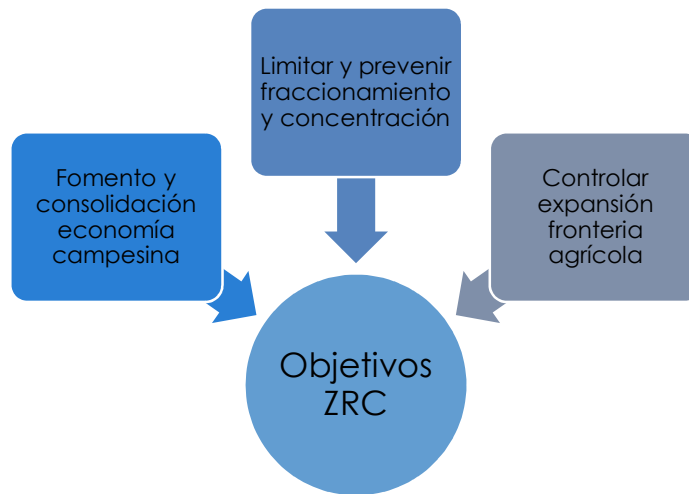 Limitar y prevenir
fraccionamiento
y concentración
Fomento y
consolidación
economía
campesina
Controlar
expansión
fronteria
agrícola
Objetivos
ZRC